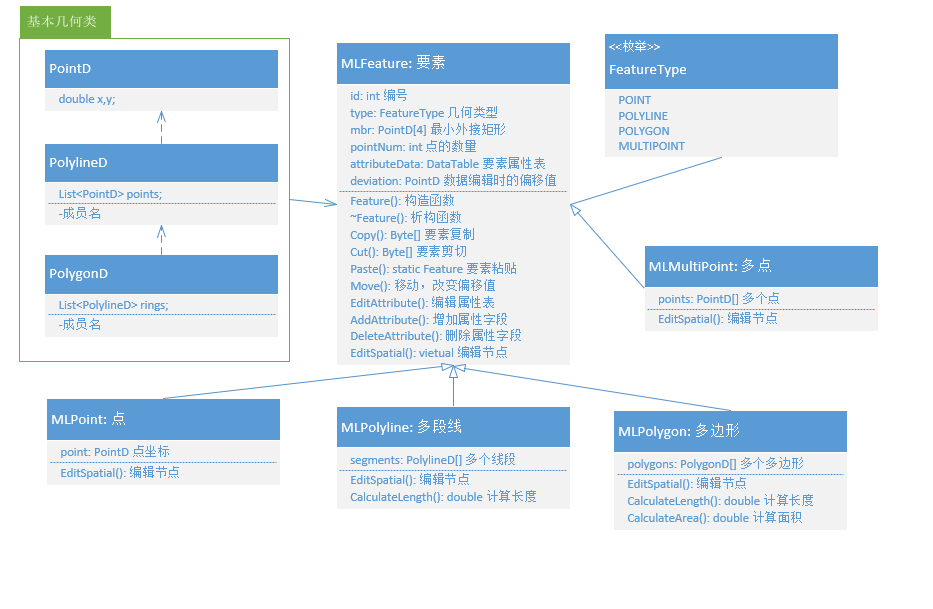 基本几何类
PointD
double x,y;
PolylineD
List<PointD> points;
-成员名
PolygonD
List<PolylineD> rings;
-成员名
MLFeature: 要素
id: int 编号
type: FeatureType 几何类型
mbr: PointD[4] 最小外接矩形
pointNum: int 点的数量
attributeData: DataTable 要素属性表
deviation: PointD 数据编辑时的偏移值
Feature(): 构造函数
~Feature(): 析构函数
Copy(): Byte[] 要素复制
Cut(): Byte[] 要素剪切
Paste(): static Feature 要素粘贴
Move(): 移动，改变偏移值
EditAttribute(): 编辑属性表
AddAttribute(): 增加属性字段
DeleteAttribute(): 删除属性字段
EditSpatial(): vietual 编辑节点
<<枚举>>
FeatureType
POINT
POLYLINE
POLYGON
MULTIPOINT
MLMultiPoint: 多点
points: PointD[] 多个点
EditSpatial(): 编辑节点
MLPoint: 点
point: PointD 点坐标
EditSpatial(): 编辑节点
MLPolyline: 多段线
segments: PolylineD[] 多个线段
EditSpatial(): 编辑节点
CalculateLength(): double 计算长度
MLPolygon: 多边形
polygons: PolygonD[] 多个多边形
EditSpatial(): 编辑节点
CalculateLength(): double 计算长度
CalculateArea(): double 计算面积